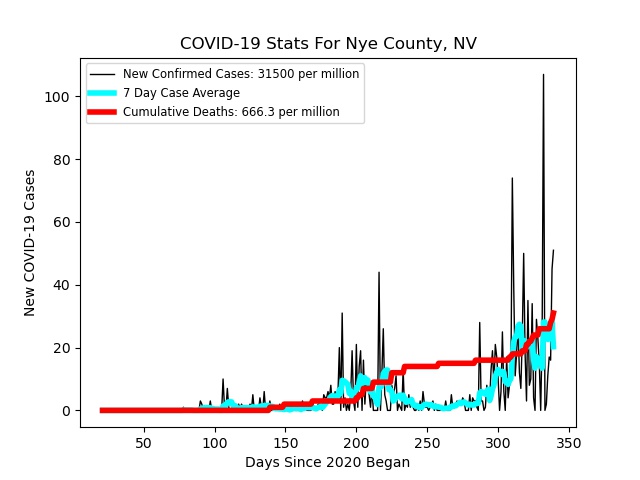 COVID-19 Stats For Nye County, NV
New Confirmed Cases: 31500 per million
7 Day Case Average
Cumulative Deaths: 666.3 per million
New COVID-19 Cases
100
80
60
40
20
0
50 100 150 200 250 300 350
Days Since 2020 Began